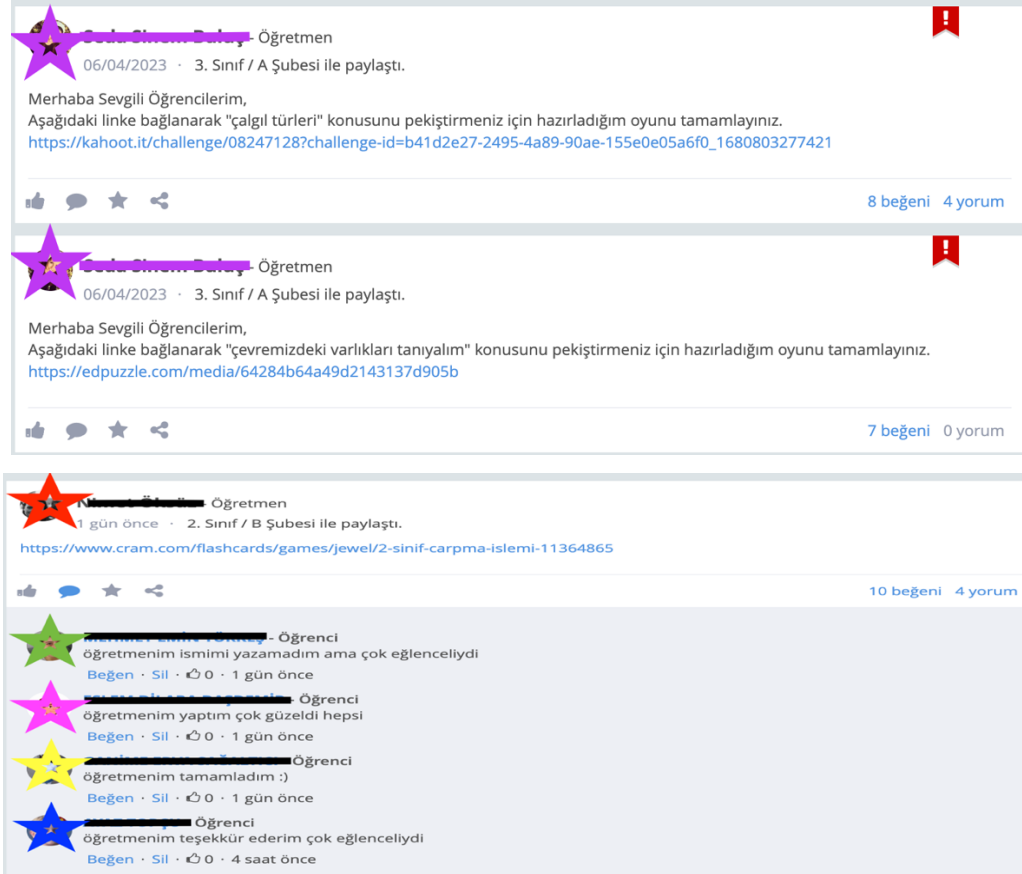 - Öğretmen
06/04/2023 · 3. Sınıf / A Şubesi ile paylaştı.
Merhaba Sevgili Öğrencilerim,
Aşağıdaki linke bağlanarak "çalgıl türleri" konusunu pekiştirmeniz için hazırladığım oyunu tamamlayınız.
https://kahoot.it/challenge/08247128?challenge-id=b41d2e27-2495-4a89-90ae-155e0e05a6f0_1680803277421
8 beğeni 4 yorum
- Öğretmen
06/04/2023 · 3. Sınıf / A Şubesi ile paylaştı.
Merhaba Sevgili Öğrencilerim,
Aşağıdaki linke bağlanarak "çevremizdeki varlıkları tanıyalım" konusunu pekiştirmeniz için hazırladığım oyunu tamamlayınız.
https://edpuzzle.com/media/64284b64a49d2143137d905b
7 beğeni 0 yorum
- Öğretmen
1 gün önce · 2. Sınıf / B Şubesi ile paylaştı.
https://www.cram.com/flashcards/games/jewel/2-sinif-carpma-islemi-11364865
10 beğeni 4 yorum
- Öğrenci
öğretmenim ismimi yazamadım ama çok eğlenceliydi
Beğen · Sil · 0 · 1 gün önce
- Öğrenci
öğretmenim yaptım çok güzeldi hepsi
Beğen · Sil · 0 · 1 gün önce
Öğrenci
öğretmenim tamamladım :)
Beğen · Sil · 0 · 1 gün önce
Öğrenci
öğretmenim teşekkür ederim çok eğlenceliydi
Beğen · Sil · 0 · 4 saat önce